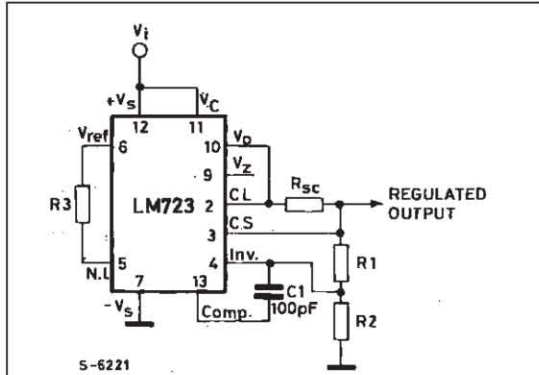 Vi
+Vs
VC
12
11
Vref
6
10
Vo
9
Vz
R3
LM723
2
CL
Rsc
REGULATED
OUTPUT
3
CS
R1
N.I.
5
4
Inv.
7
13
C1
100pF
R2
-Vs
Comp.
S-6221